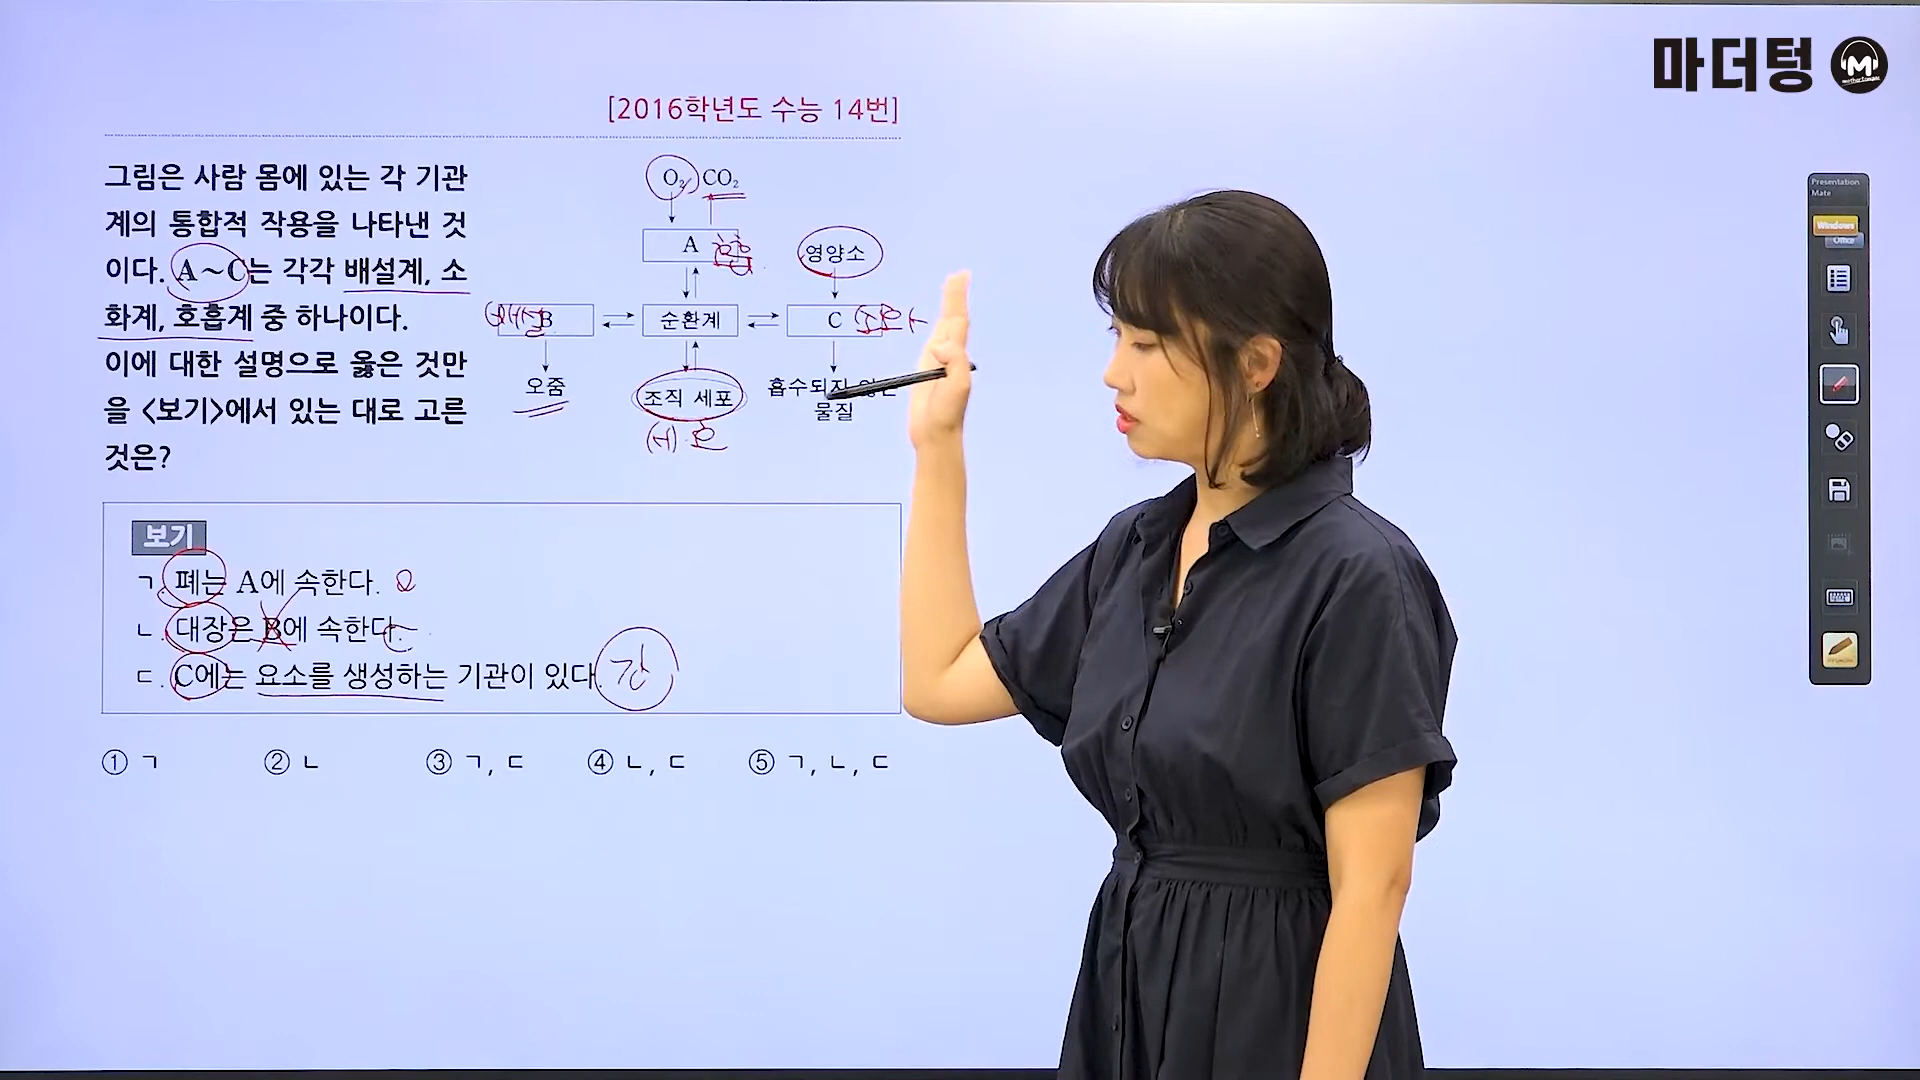 마더텅 M
[2016학년도 수능 14번]
그림은 사람 몸에 있는 각 기관
계의 통합적 작용을 나타낸 것
이다. A~C는 각각 배설계, 소
화계, 호흡계 중 하나이다.
이에 대한 설명으로 옳은 것만
을 <보기>에서 있는 대로 고른
것은?
O₂ CO₂
A
영양소
B 순환계 C
오줌 조직 세포 흡수되지 않은
물질
보기
ㄱ. 폐는 A에 속한다.
ㄴ. 대장은 B에 속한다.
ㄷ. C에는 요소를 생성하는 기관이 있다. 간
① ㄱ ② ㄴ ③ ㄱ, ㄷ ④ ㄴ, ㄷ ⑤ ㄱ, ㄴ, ㄷ
Presentation
Mate
Windows
Office